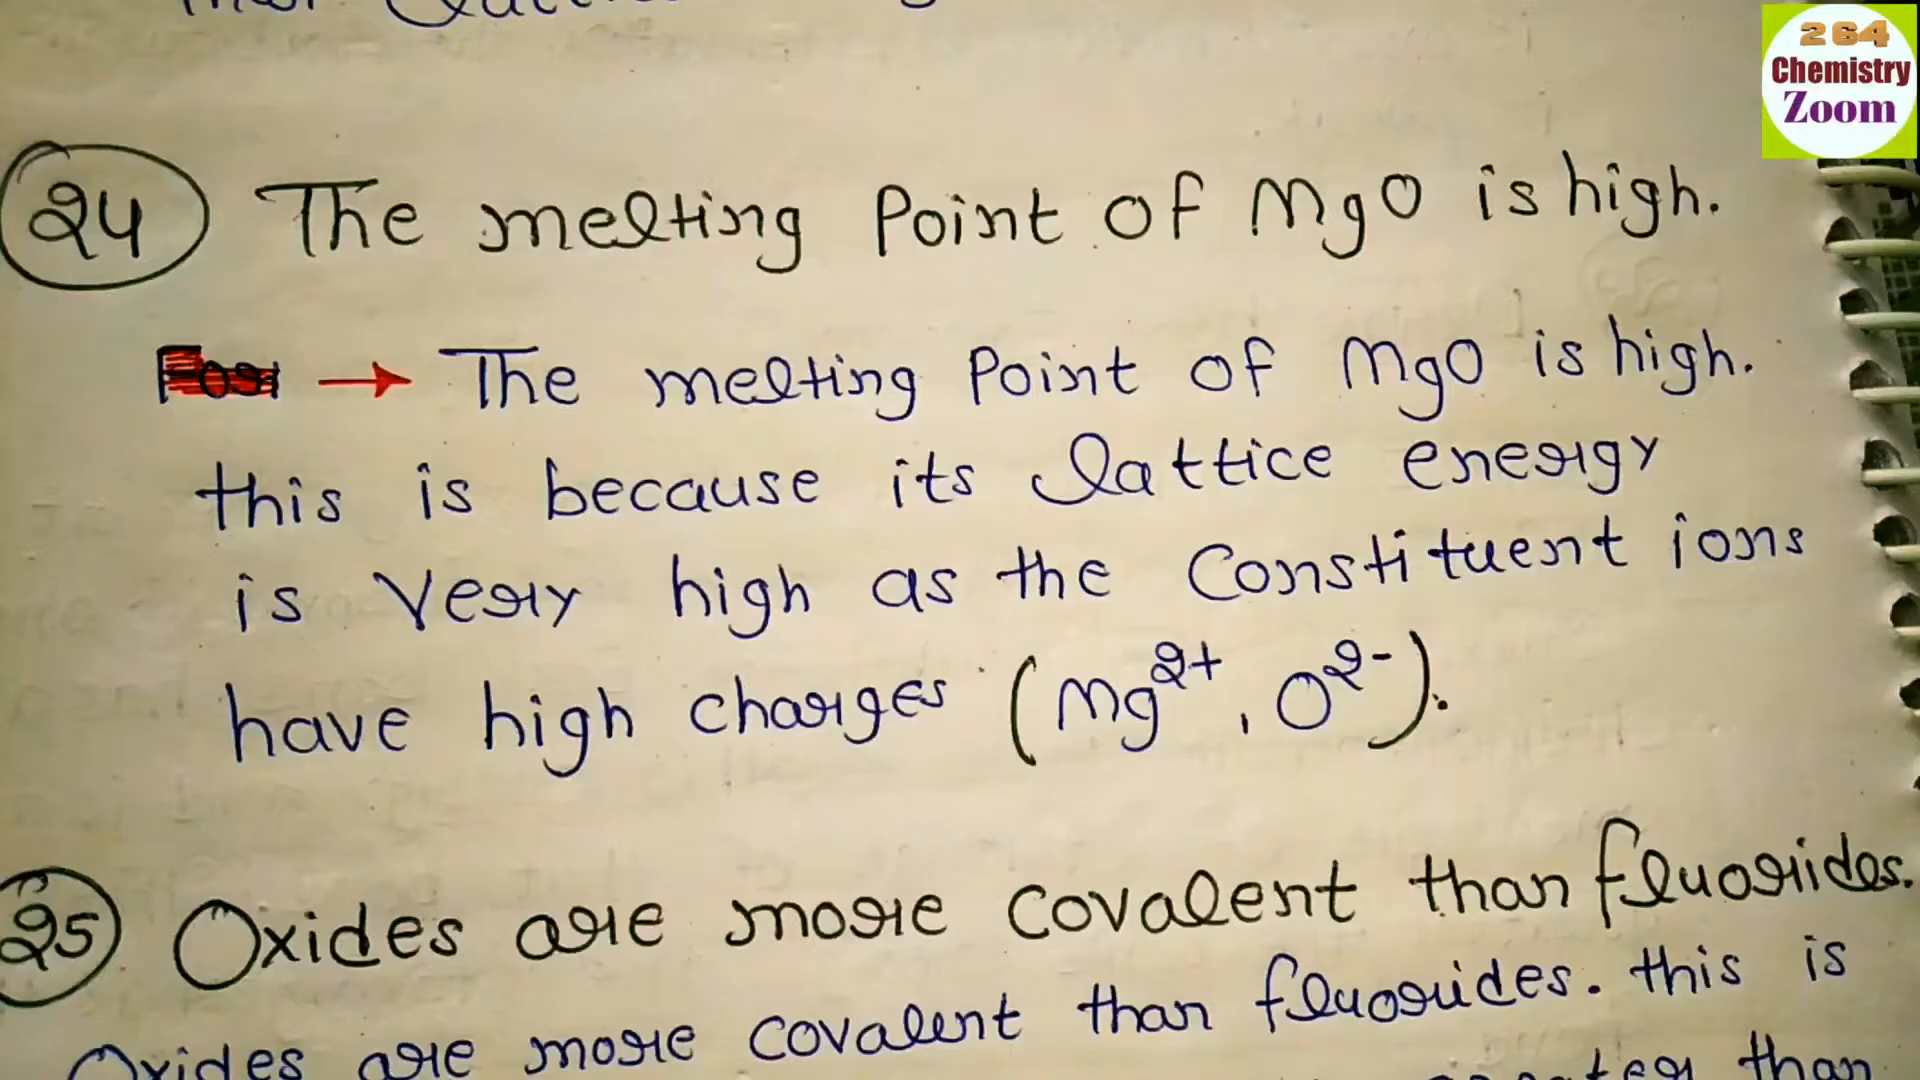 264
Chemistry
Zoom
24 The melting Point of MgO is high.
→ The melting Point of MgO is high.
this is because its lattice energy
is very high as the Constituent ions
have high charges (Mg²⁺, O²⁻).
25 Oxides are more covalent than fluorides.
Oxides are more covalent than fluorides. this is
than